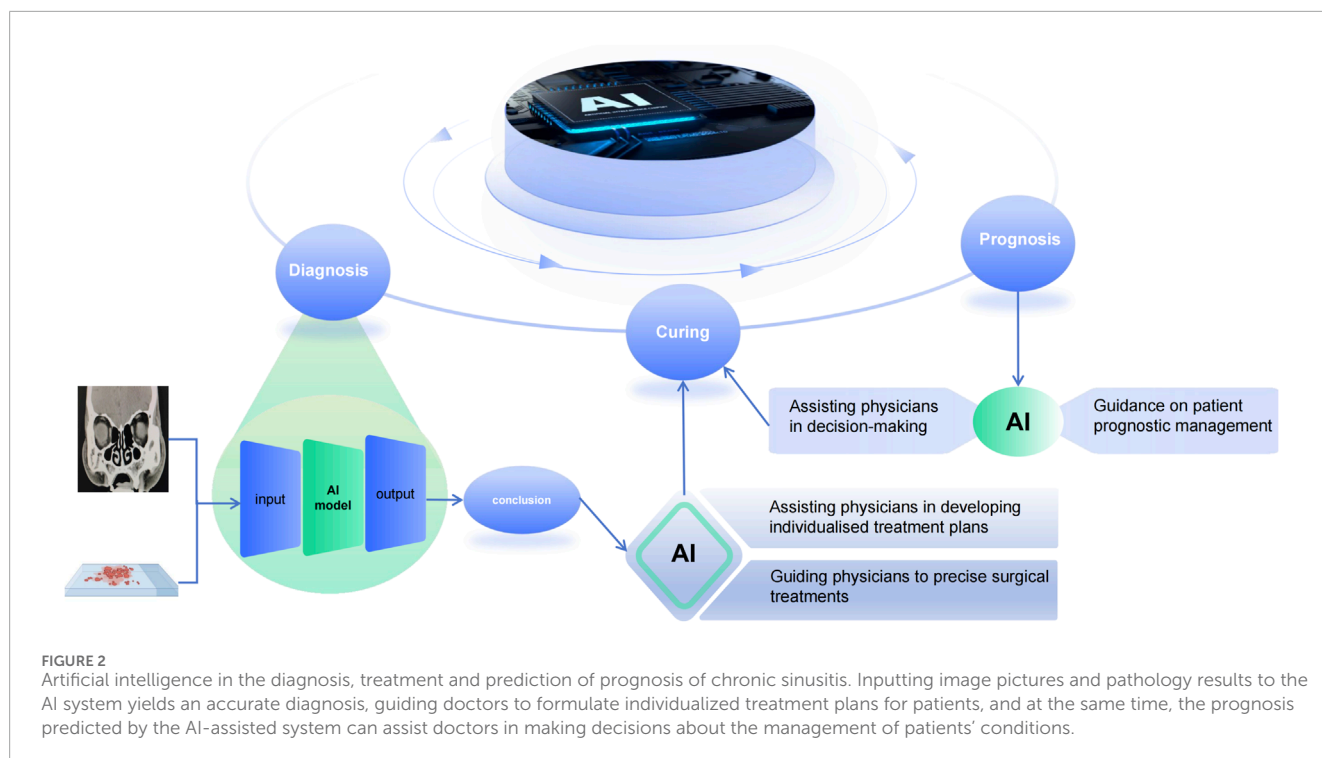 AI
Diagnosis
Prognosis
Curing
input
AI
model
output
conclusion
Assisting physicians
in decision-making
AI
Guidance on patient
prognostic management
AI
Assisting physicians in developing
individualised treatment plans
Guiding physicians to precise surgical
treatments
FIGURE 2
Artificial intelligence in the diagnosis, treatment and prediction of prognosis of chronic sinusitis. Inputting image pictures and pathology results to the
AI system yields an accurate diagnosis, guiding doctors to formulate individualized treatment plans for patients, and at the same time, the prognosis
predicted by the AI-assisted system can assist doctors in making decisions about the management of patients’ conditions.